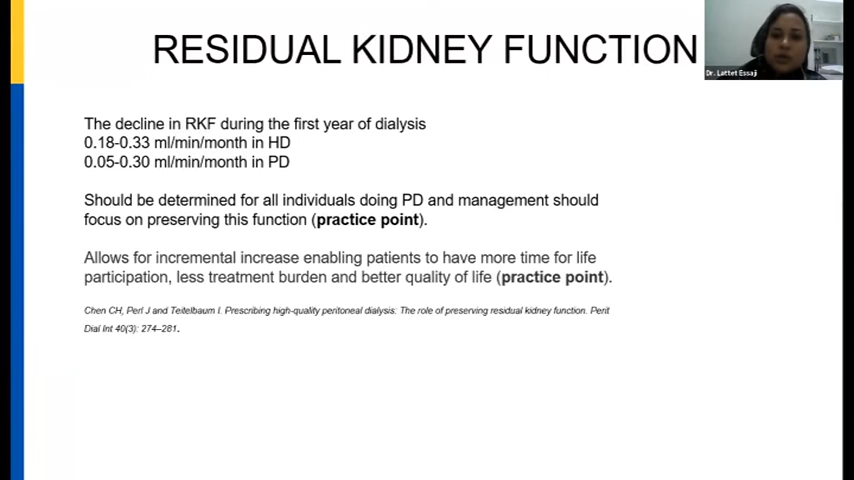 RESIDUAL KIDNEY FUNCTION
Dr. Lattet Essaji
The decline in RKF during the first year of dialysis
0.18-0.33 ml/min/month in HD
0.05-0.30 ml/min/month in PD
Should be determined for all individuals doing PD and management should
focus on preserving this function (practice point).
Allows for incremental increase enabling patients to have more time for life
participation, less treatment burden and better quality of life (practice point).
Chen CH, Perl J and Teitelbaum I. Prescribing high-quality peritoneal dialysis: The role of preserving residual kidney function. Perit
Dial Int 40(3): 274–281.